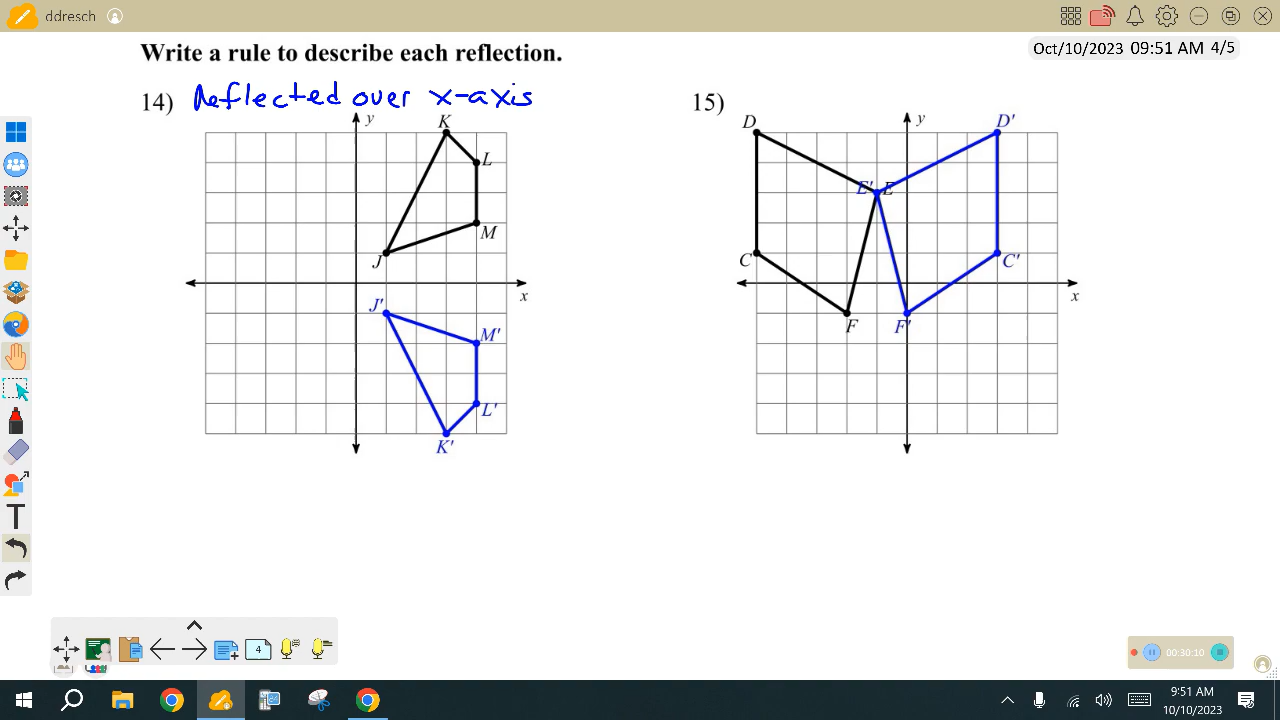 ddresch
Write a rule to describe each reflection.
Oct/10/2023 09:51 AM 4/5
14) Reflected over x-axis
15)
y
K
L
M
J
x
J'
M'
L'
K'
y
D
D'
E'
E
C
C'
x
F
F'
T
4
00:30:10
9:51 AM
10/10/2023